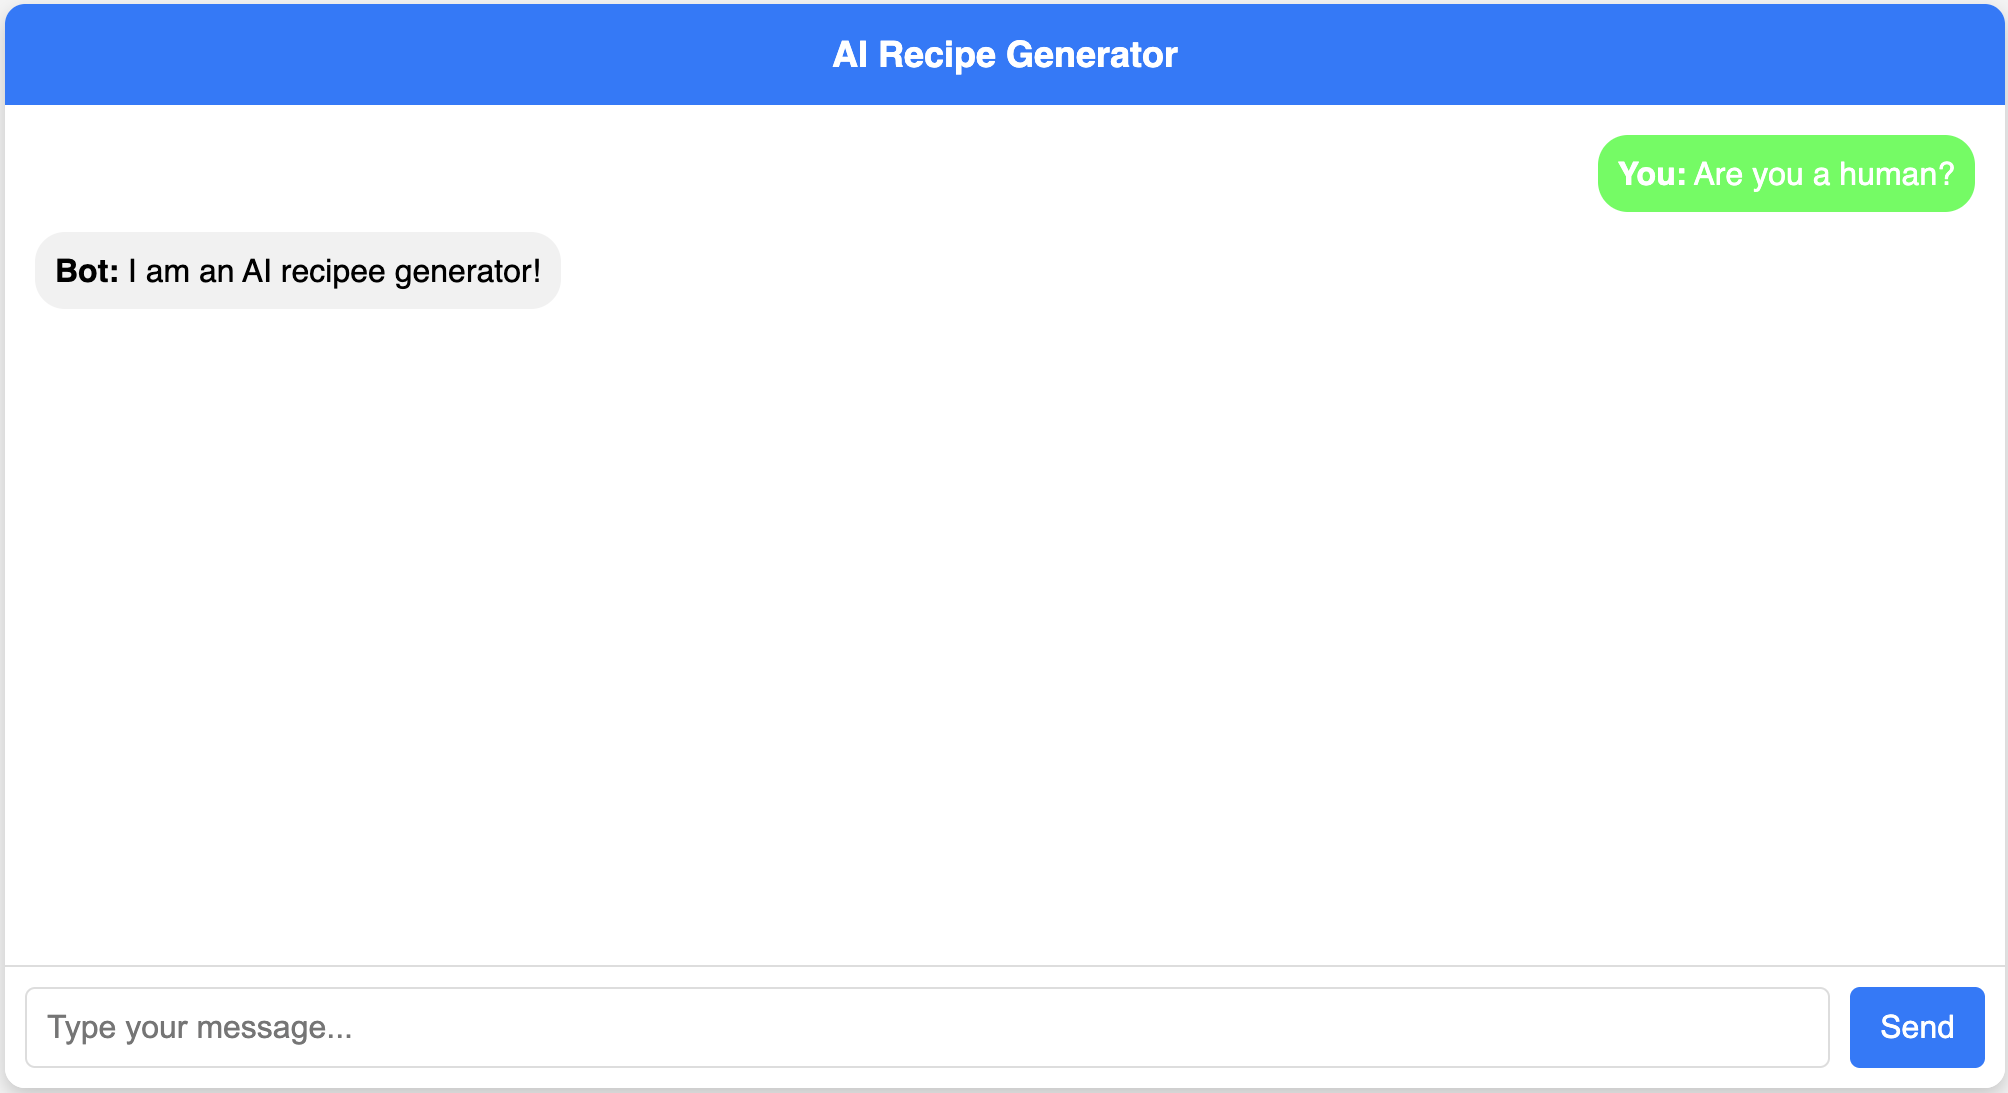 AI Recipe Generator
You: Are you a human?
Bot: I am an AI recipee generator!
Type your message...
Send